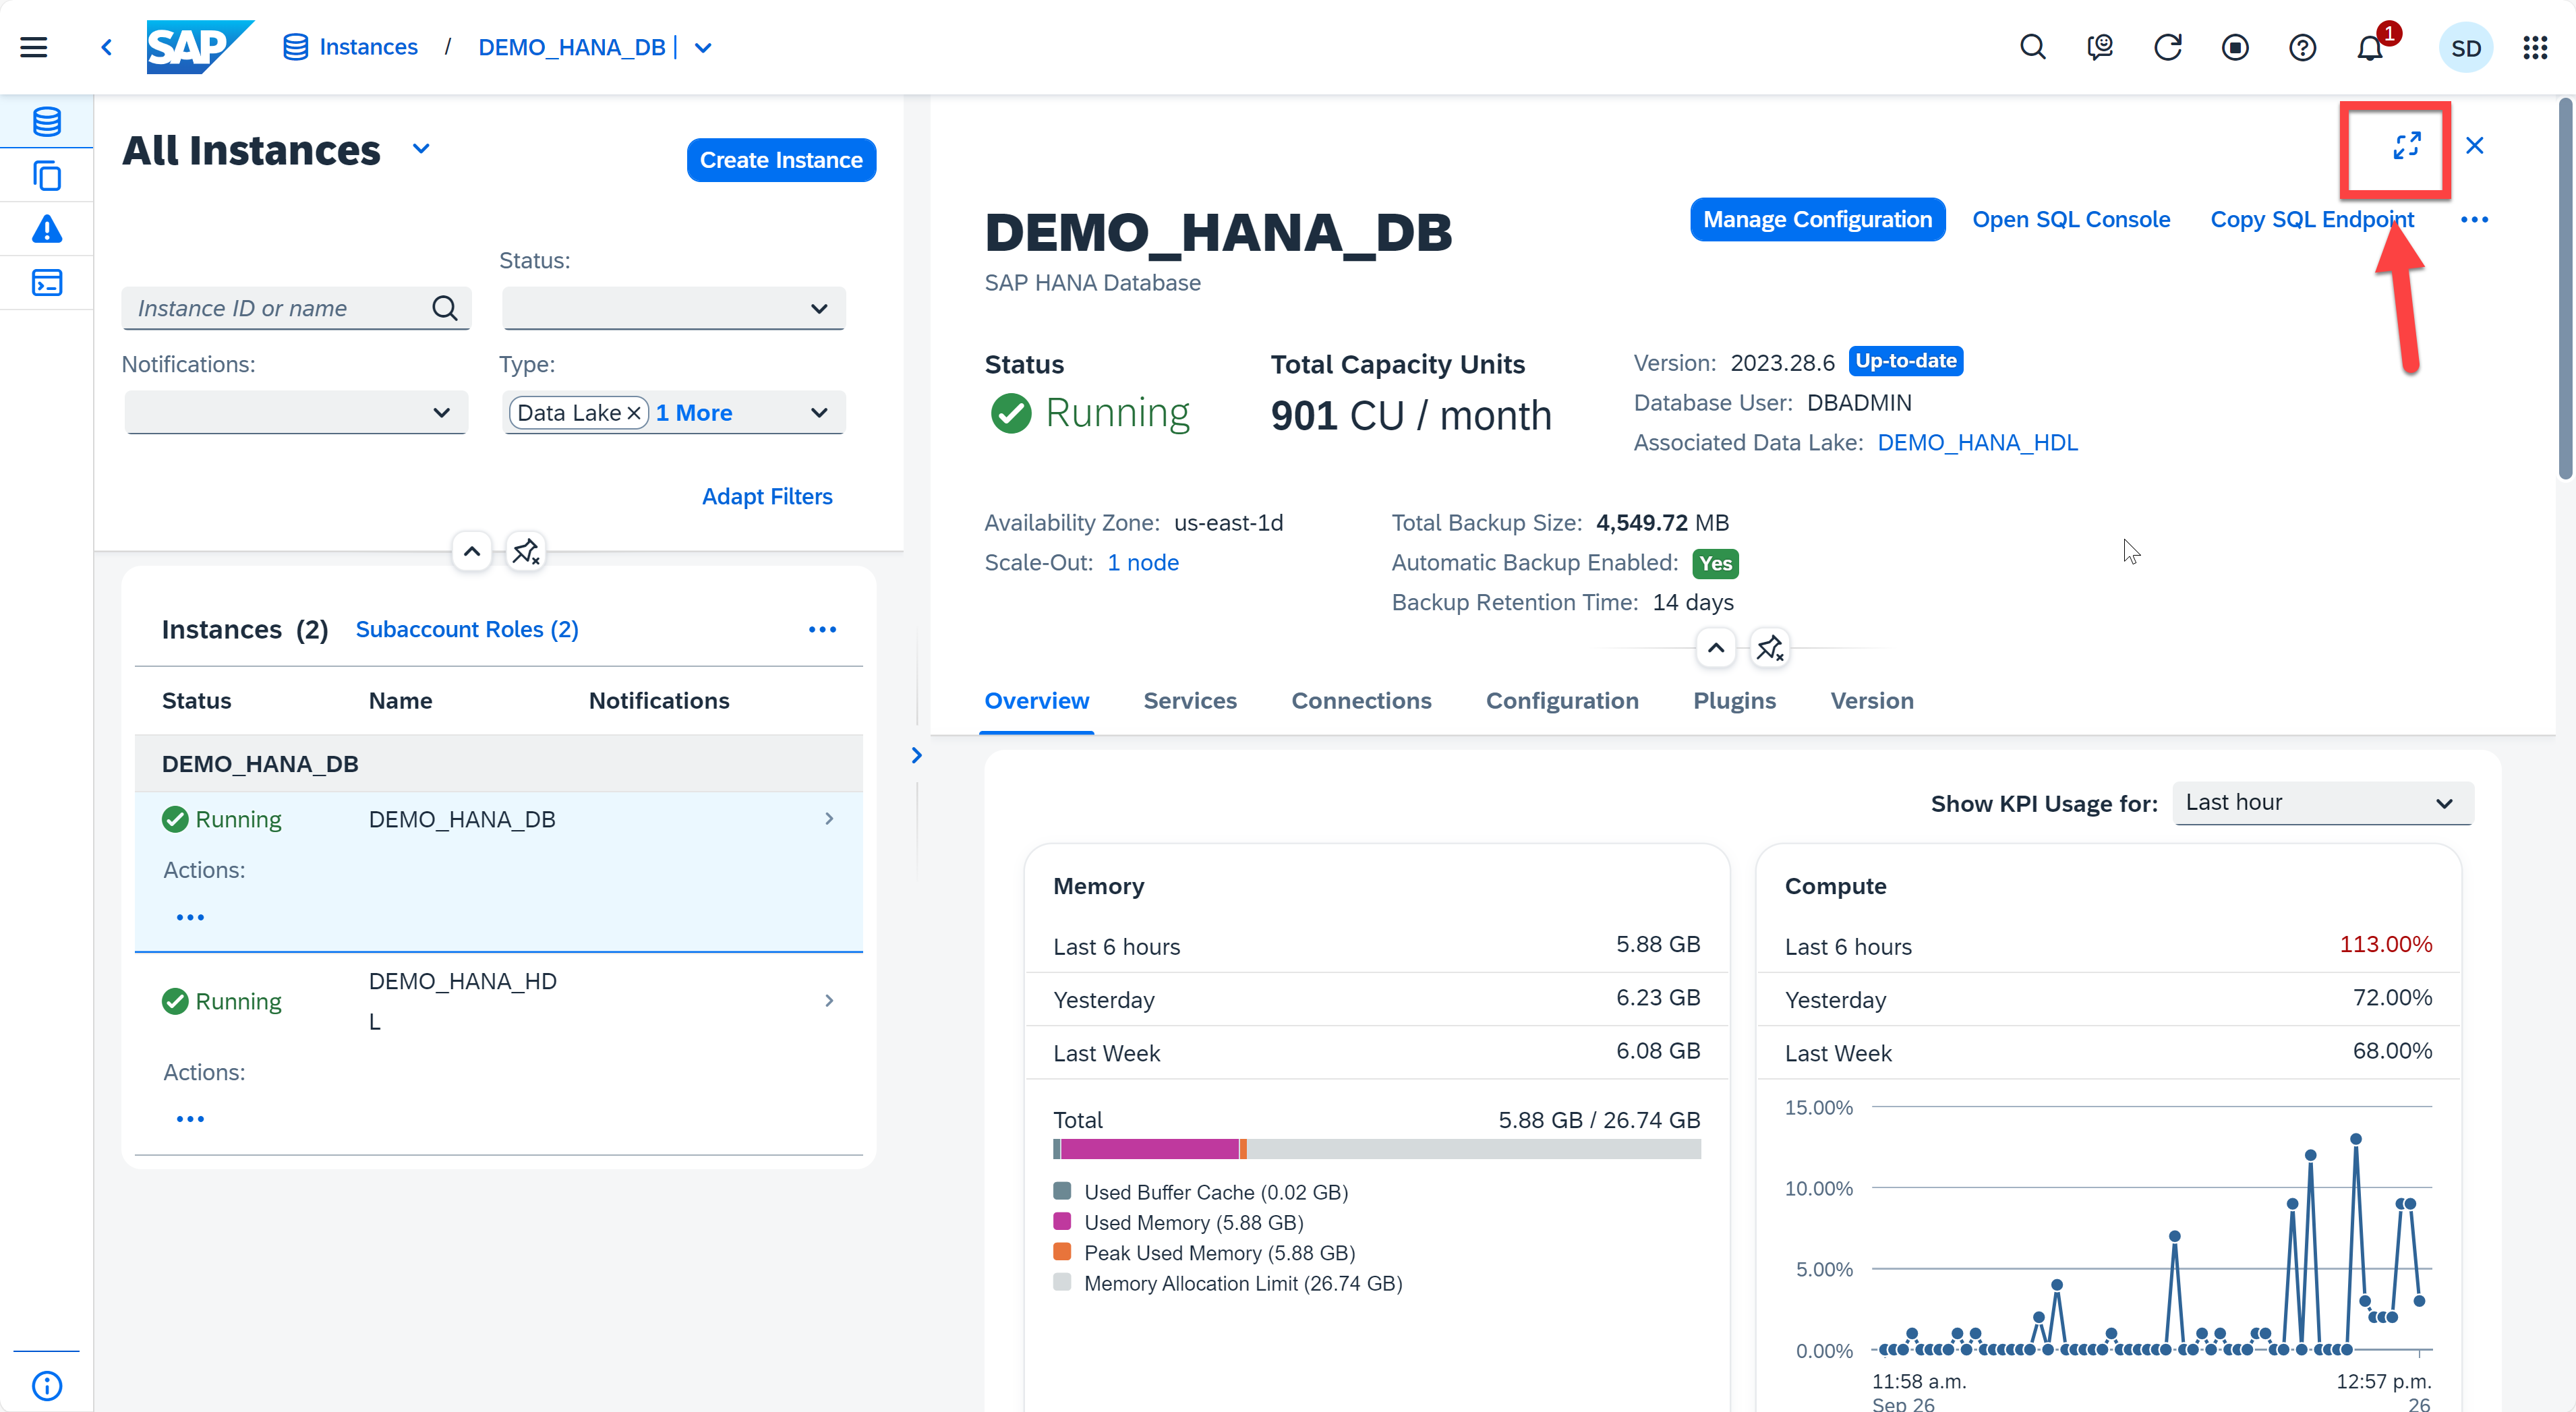 SAP Instances / DEMO_HANA_DB
1
SD
All Instances
Create Instance
Status:
Instance ID or name
Notifications:
Type:
Data Lake 1 More
Adapt Filters
Instances (2) Subaccount Roles (2)
Status Name Notifications
DEMO_HANA_DB
Running DEMO_HANA_DB
Actions:
Running DEMO_HANA_HD
L
Actions:
DEMO_HANA_DB
Manage Configuration Open SQL Console Copy SQL Endpoint
SAP HANA Database
Status
Running
Total Capacity Units
901 CU / month
Version: 2023.28.6 Up-to-date
Database User: DBADMIN
Associated Data Lake: DEMO_HANA_HDL
Availability Zone: us-east-1d
Scale-Out: 1 node
Total Backup Size: 4,549.72 MB
Automatic Backup Enabled: Yes
Backup Retention Time: 14 days
Overview Services Connections Configuration Plugins Version
Show KPI Usage for: Last hour
Memory
Last 6 hours 5.88 GB
Yesterday 6.23 GB
Last Week 6.08 GB
Total 5.88 GB / 26.74 GB
Used Buffer Cache (0.02 GB)
Used Memory (5.88 GB)
Peak Used Memory (5.88 GB)
Memory Allocation Limit (26.74 GB)
Compute
Last 6 hours 113.00%
Yesterday 72.00%
Last Week 68.00%
15.00%
10.00%
5.00%
0.00%
11:58 a.m. 12:57 p.m.
Sep 26 26